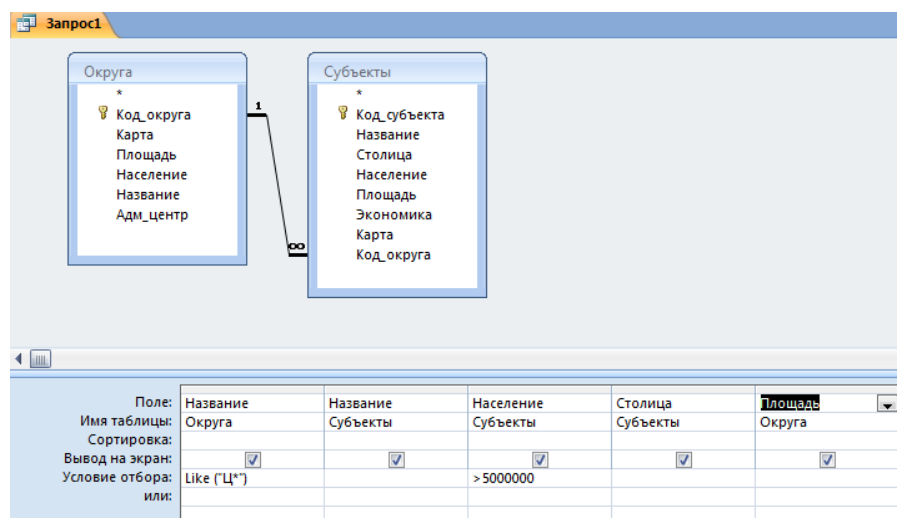 Запрос1
Округа
*
Код_округа
Карта
Площадь
Население
Название
Адм_центр
1
∞
Субъекты
*
Код_субъекта
Название
Столица
Население
Площадь
Экономика
Карта
Код_округа
Поле: Название Название Население Столица Площадь
Имя таблицы: Округа Субъекты Субъекты Субъекты Округа
Сортировка:
Вывод на экран:
Условие отбора: Like ("Ц*") >5000000
или: